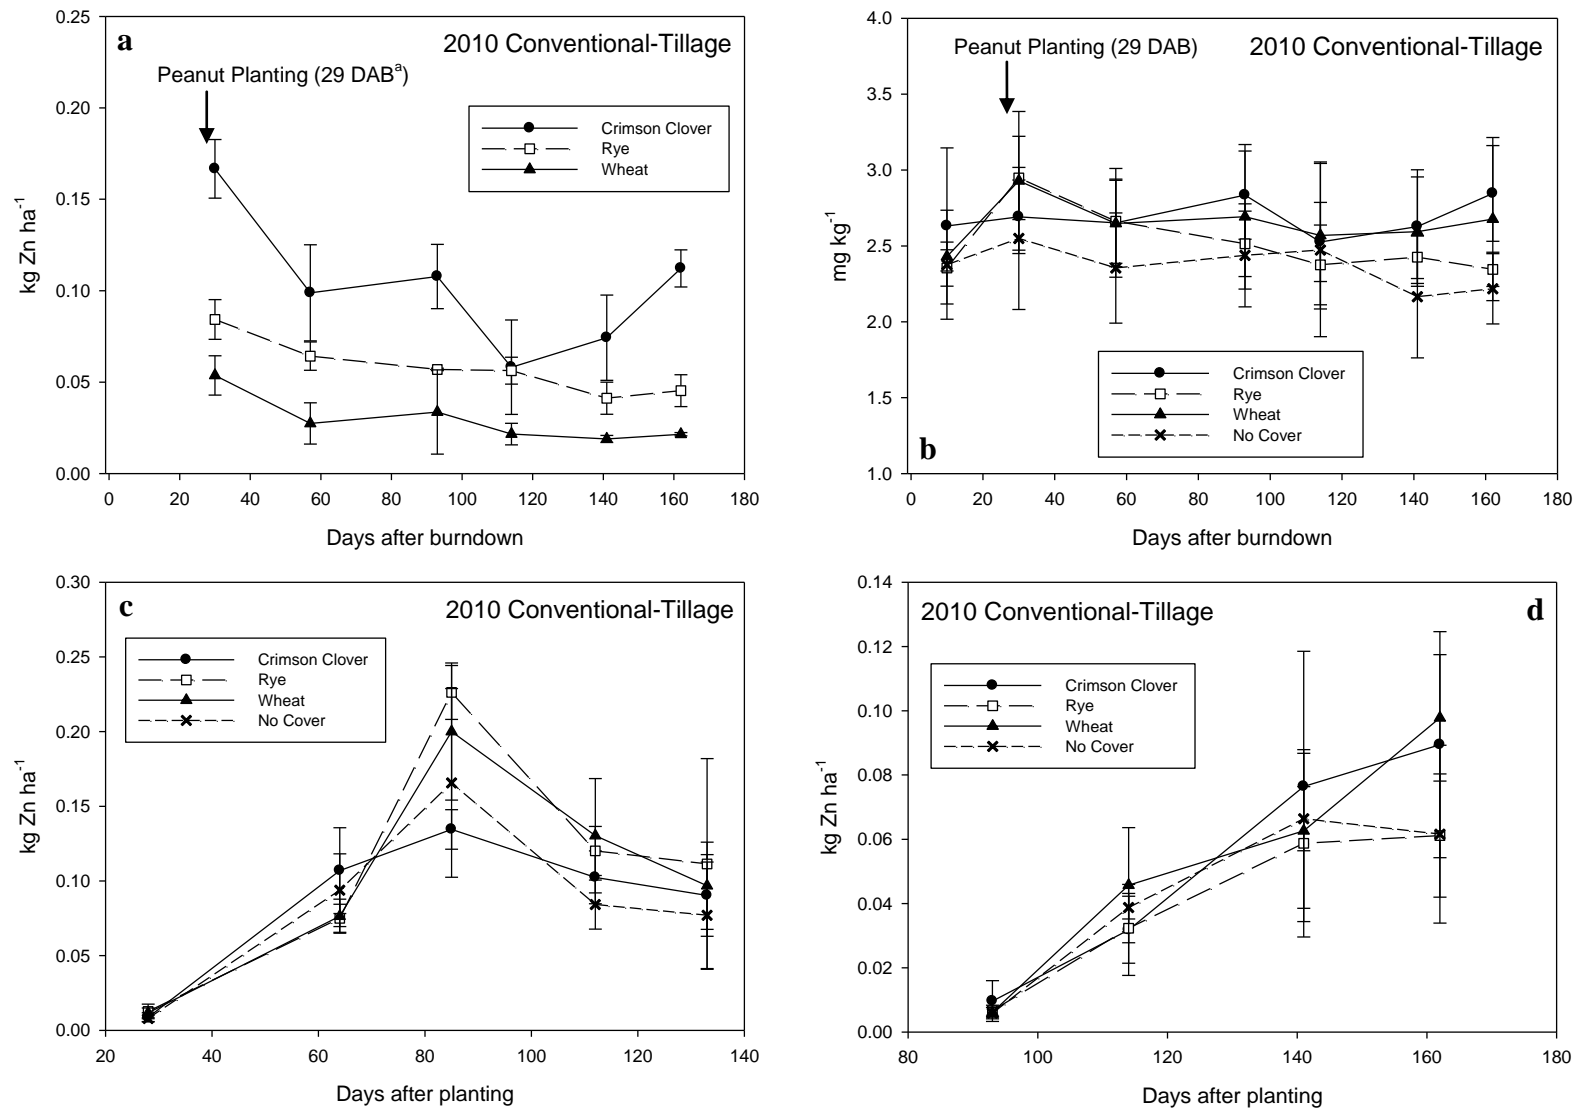 a
2010 Conventional-Tillage
Peanut Planting (29 DABᵃ)
Crimson Clover
Rye
Wheat
kg Zn ha⁻¹
0.25
0.20
0.15
0.10
0.05
0.00
0 20 40 60 80 100 120 140 160 180
Days after burndown
Peanut Planting (29 DAB)
2010 Conventional-Tillage
mg kg⁻¹
4.0
3.5
3.0
2.5
2.0
1.5
1.0
Crimson Clover
Rye
Wheat
No Cover
b
0 20 40 60 80 100 120 140 160 180
Days after burndown
c
2010 Conventional-Tillage
Crimson Clover
Rye
Wheat
No Cover
kg Zn ha⁻¹
0.30
0.25
0.20
0.15
0.10
0.05
0.00
20 40 60 80 100 120 140
Days after planting
2010 Conventional-Tillage
d
Crimson Clover
Rye
Wheat
No Cover
kg Zn ha⁻¹
0.14
0.12
0.10
0.08
0.06
0.04
0.02
0.00
80 100 120 140 160 180
Days after planting